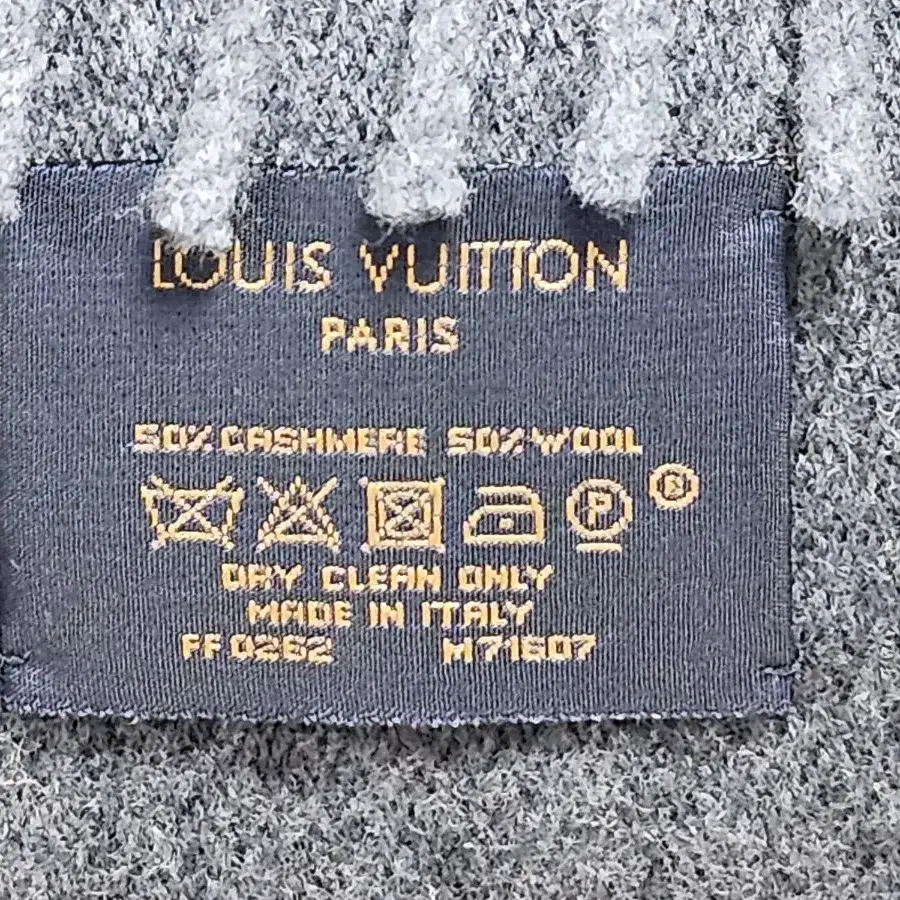 LOUIS VUITTON
PARIS
50% CASHMERE 50% WOOL
P ®
DRY CLEAN ONLY
MADE IN ITALY
FF 0262 M71607